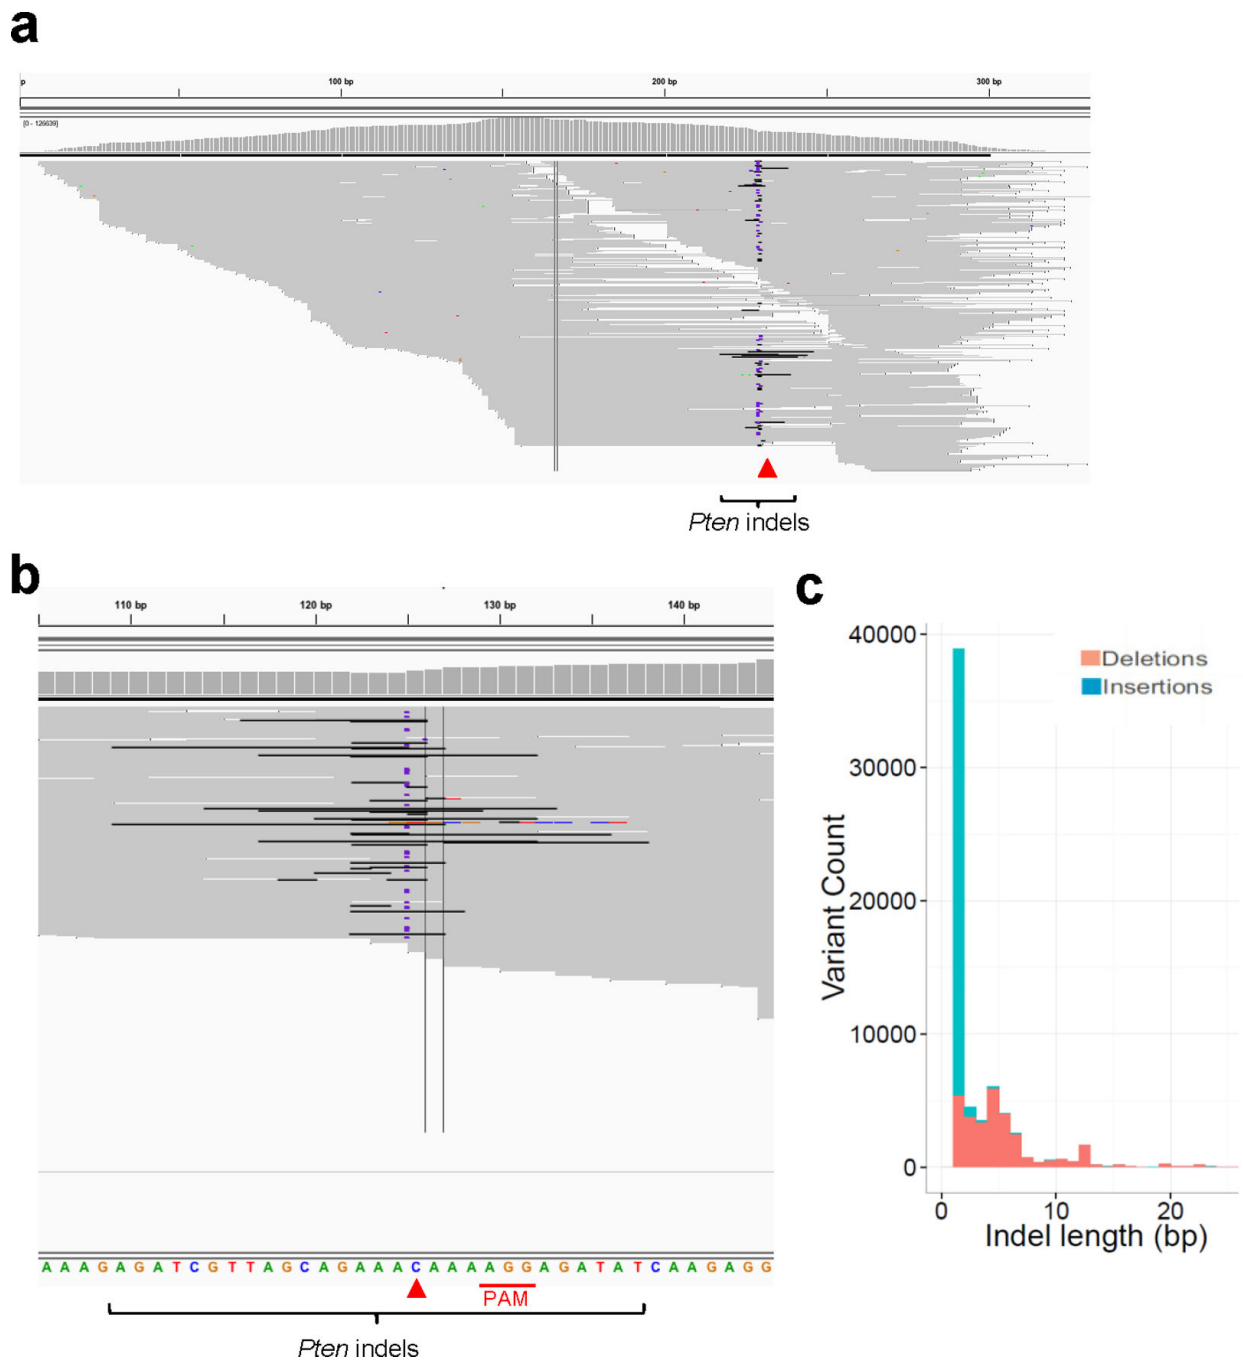 a
p 100 bp 200 bp 300 bp
[0 - 126639]
Pten indels
b
110 bp 120 bp 130 bp 140 bp
AAAGAGATCGTTAGCAGAAACAAAAGGAGATATCAAGAGG
PAM
Pten indels
c
40000
30000
20000
10000
0
Variant Count
Deletions
Insertions
0 10 20
Indel length (bp)